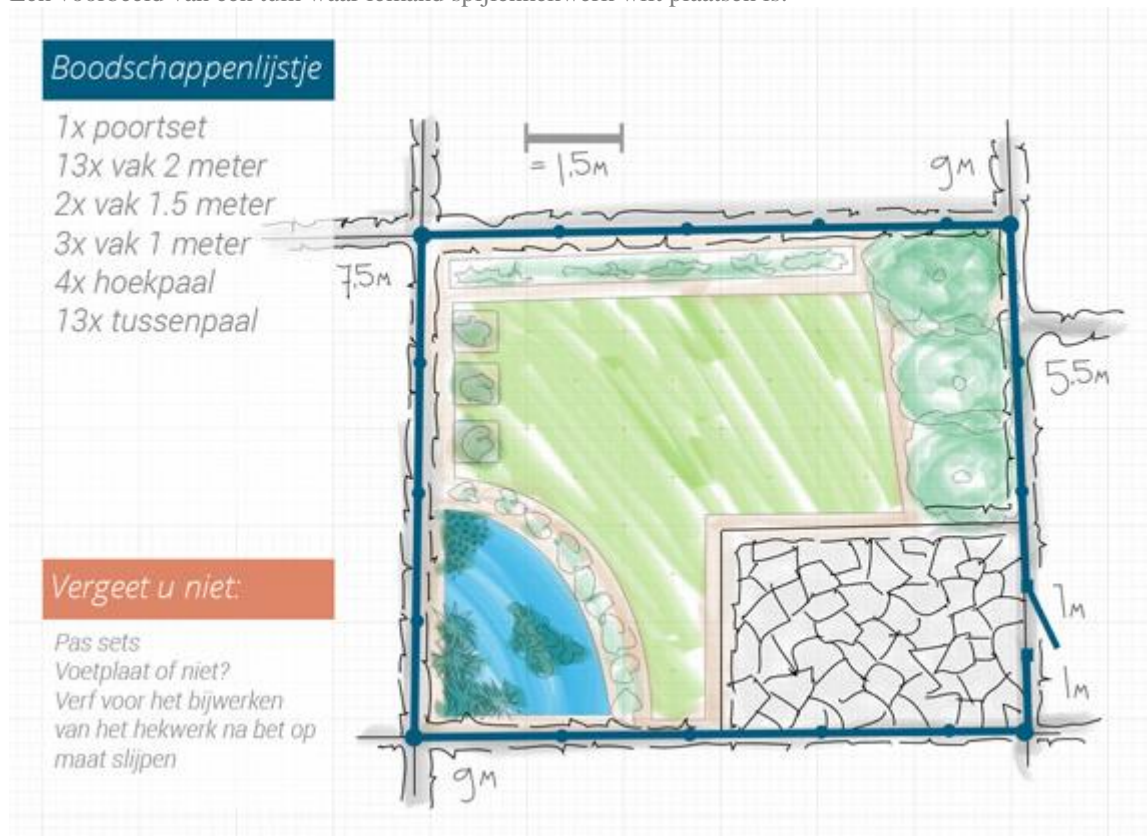 Boodschappenlijstje
1x poortset
13x vak 2 meter
2x vak 1.5 meter
3x vak 1 meter
4x hoekpaal
13x tussenpaal
= 1,5M
9M
7,5M
5,5M
1M
1M
9M
Vergeet u niet:
Pas sets
Voetplaat of niet?
Verf voor het bijwerken
van het hekwerk na bet op
maat slijpen